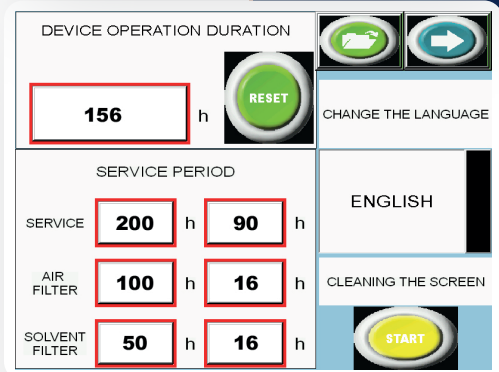 DEVICE OPERATION DURATION
156 h
RESET
CHANGE THE LANGUAGE
ENGLISH
SERVICE PERIOD
SERVICE 200 h 90 h
AIR
FILTER 100 h 16 h
SOLVENT
FILTER 50 h 16 h
CLEANING THE SCREEN
START